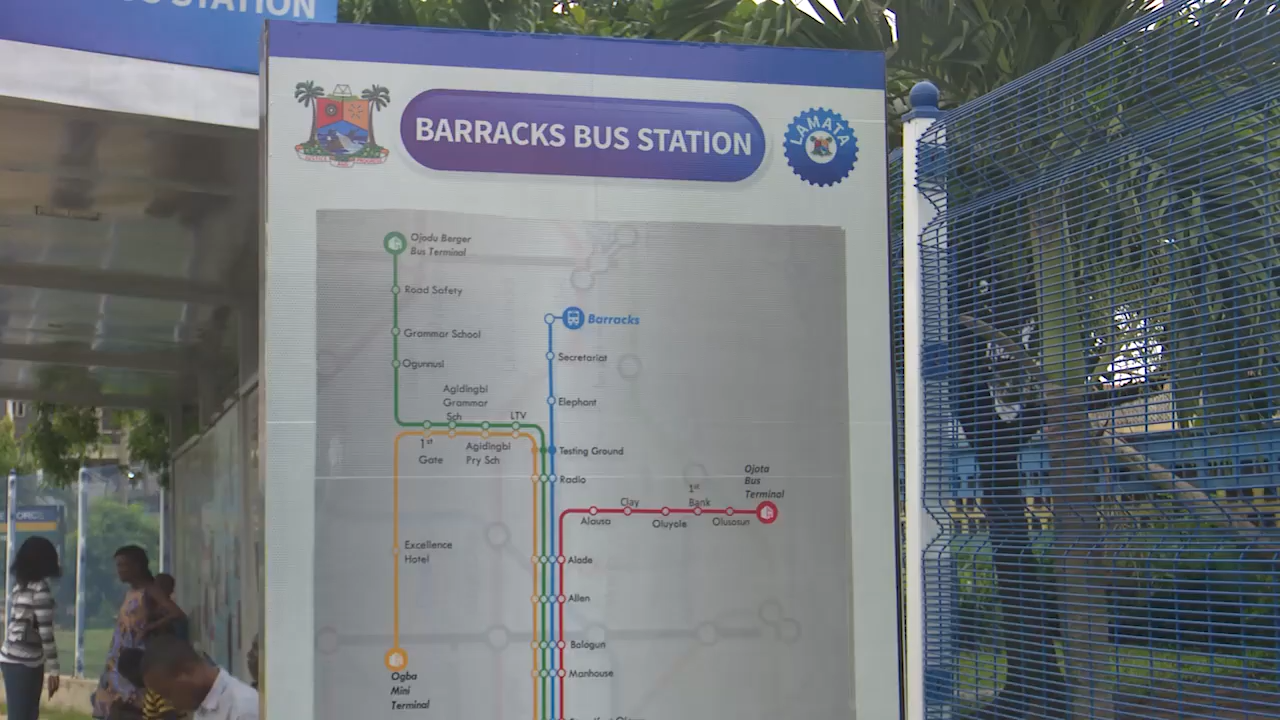 STATION
BARRACKS BUS STATION
LAMATA
Ojodu Berger
Bus Terminal
Road Safety
Grammar School
Ogunnusi
Agidingbi
Grammar
Sch
LTV
1st
Gate
Agidingbi
Pry Sch
Excellence
Hotel
Ogba
Mini
Terminal
Barracks
Secretariat
Elephant
Testing Ground
Radio
Alausa
Clay
Oluyole
1st
Bank
Olusosun
Ojota
Bus
Terminal
Alade
Allen
Balogun
Manhouse